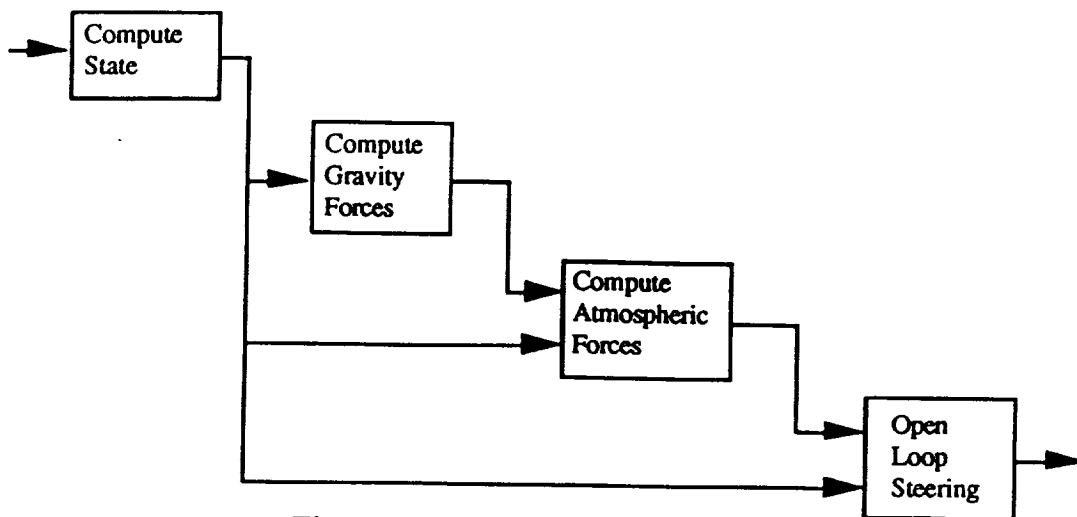 Compute
State
Compute
Gravity
Forces
Compute
Atmospheric
Forces
Open
Loop
Steering